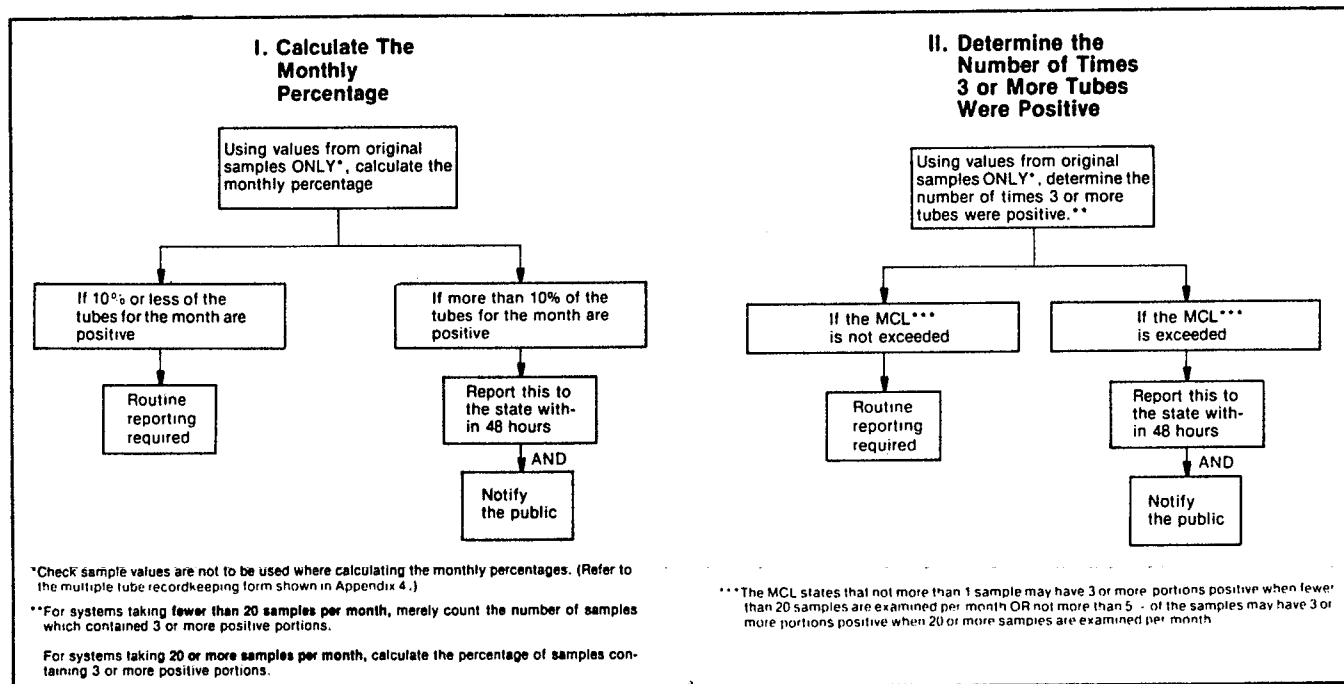 I. Calculate The
Monthly
Percentage
Using values from original
samples ONLY*, calculate the
monthly percentage
If 10% or less of the
tubes for the month are
positive
If more than 10% of the
tubes for the month are
positive
Routine
reporting
required
Report this to
the state with-
in 48 hours
AND
Notify
the public
*Check sample values are not to be used where calculating the monthly percentages. (Refer to
the multiple tube recordkeeping form shown in Appendix 4.)
**For systems taking fewer than 20 samples per month, merely count the number of samples
which contained 3 or more positive portions.
For systems taking 20 or more samples per month, calculate the percentage of samples con-
taining 3 or more positive portions.
II. Determine the
Number of Times
3 or More Tubes
Were Positive
Using values from original
samples ONLY*, determine the
number of times 3 or more
tubes were positive.**
If the MCL***
is not exceeded
If the MCL***
is exceeded
Routine
reporting
required
Report this to
the state with-
in 48 hours
AND
Notify
the public
***The MCL states that not more than 1 sample may have 3 or more portions positive when fewer
than 20 samples are examined per month OR not more than 5 - of the samples may have 3 or
more portions positive when 20 or more samples are examined per month